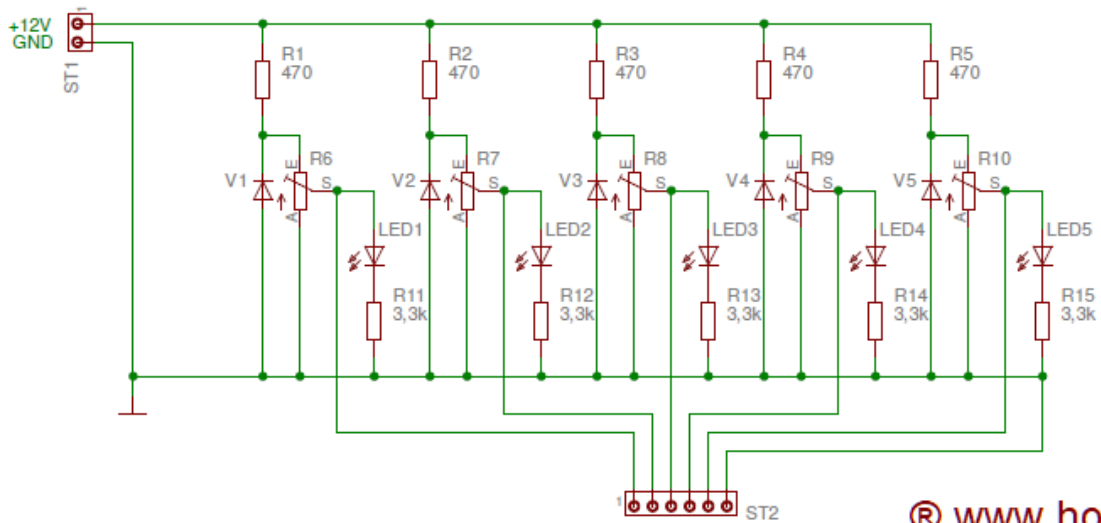 +12V
GND
1
ST1
R1
470
R2
470
R3
470
R4
470
R5
470
V1
E
R6
S
A
V2
E
R7
S
A
V3
E
R8
S
A
V4
E
R9
S
A
V5
E
R10
S
A
LED1
LED2
LED3
LED4
LED5
R11
3,3k
R12
3,3k
R13
3,3k
R14
3,3k
R15
3,3k
1
ST2
® www.ho